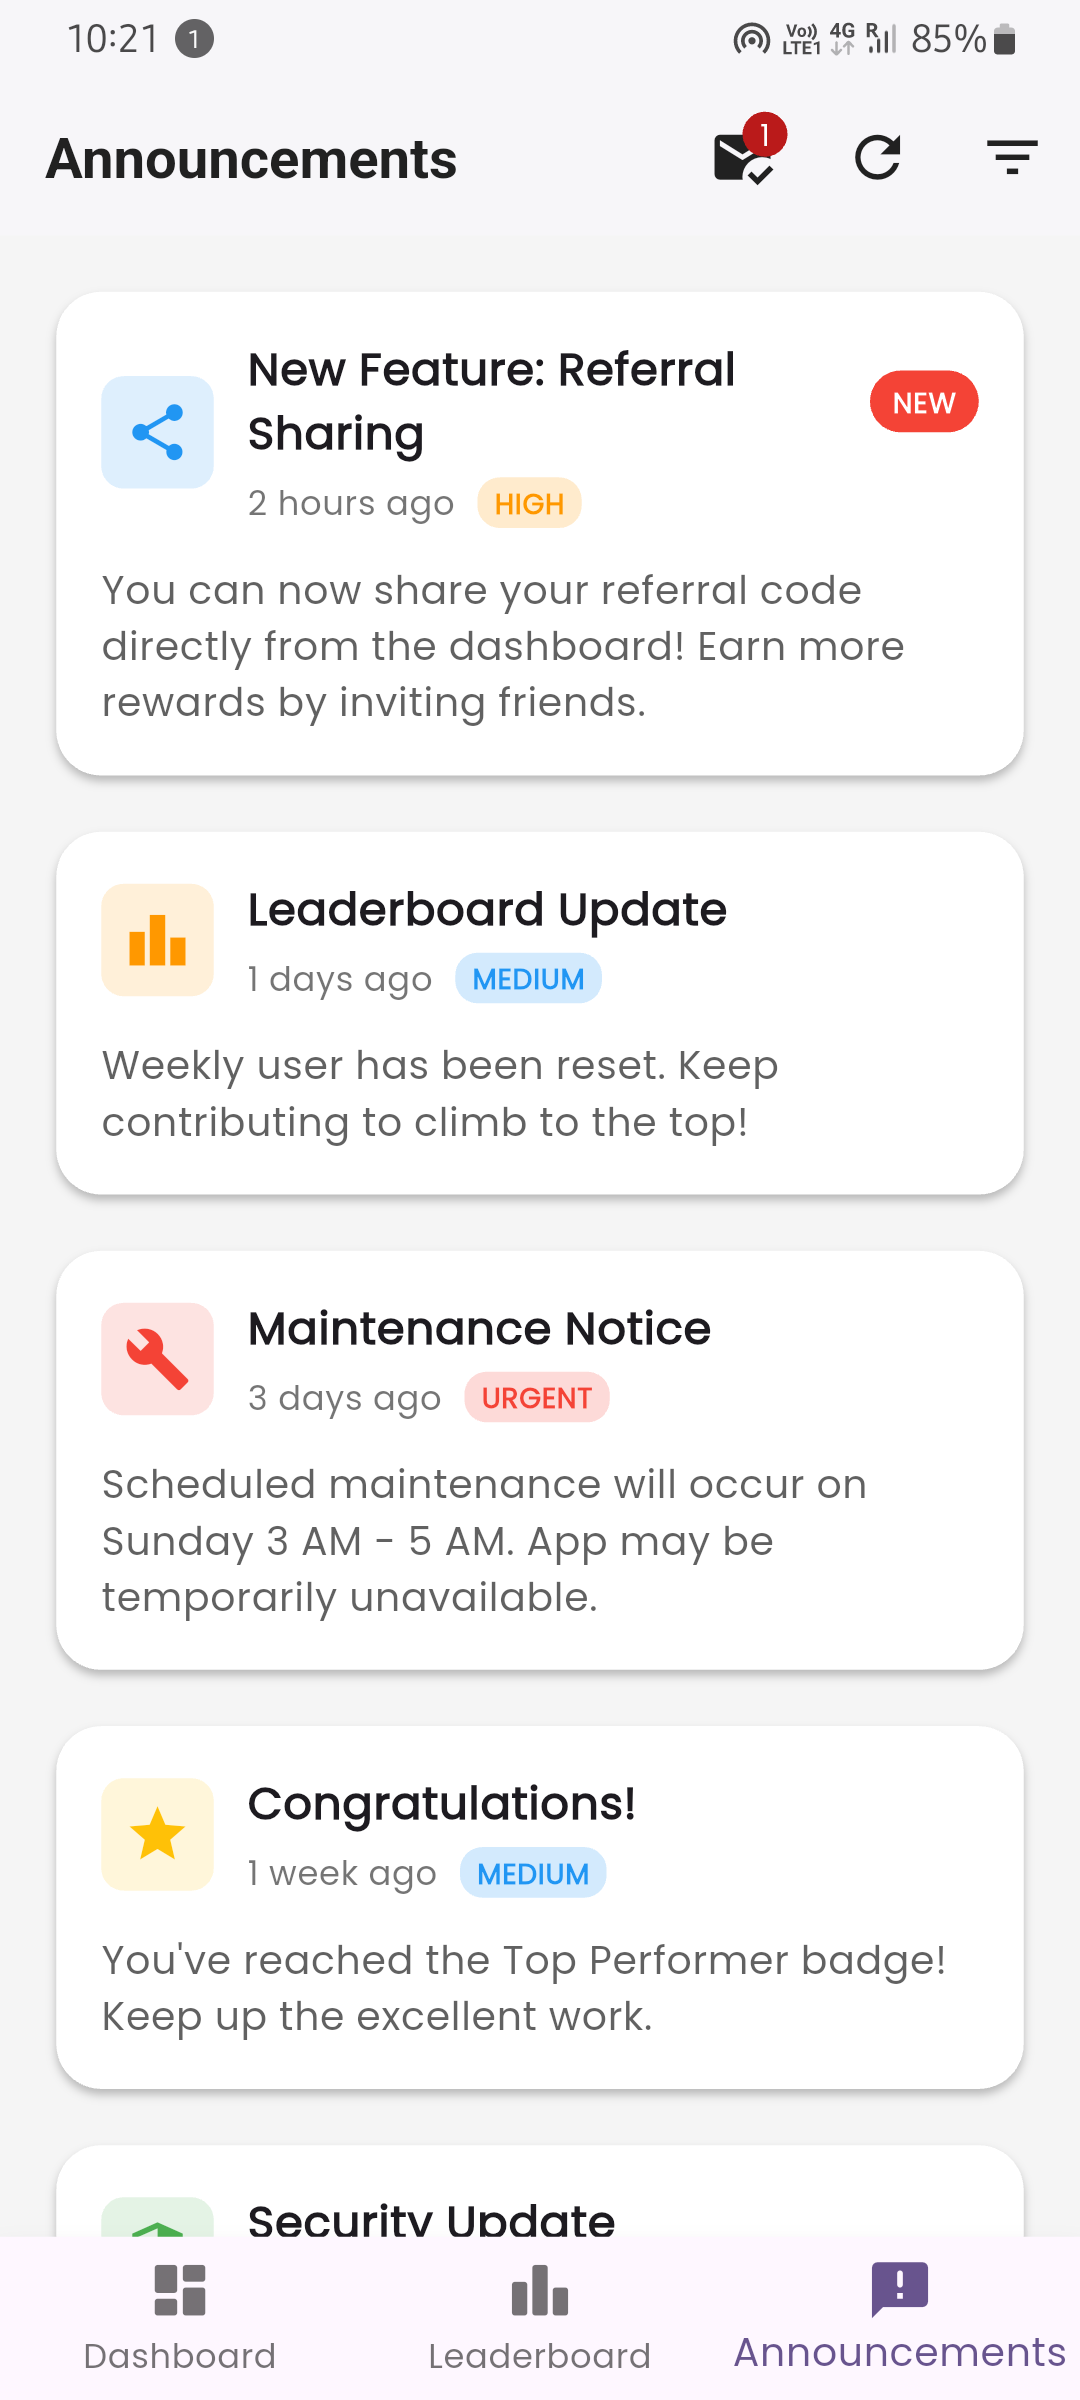 10:21 1 Vo)) LTE1 4G R 85%
Announcements 1
New Feature: Referral
Sharing
NEW
2 hours ago HIGH
You can now share your referral code
directly from the dashboard! Earn more
rewards by inviting friends.
Leaderboard Update
1 days ago MEDIUM
Weekly user has been reset. Keep
contributing to climb to the top!
Maintenance Notice
3 days ago URGENT
Scheduled maintenance will occur on
Sunday 3 AM - 5 AM. App may be
temporarily unavailable.
Congratulations!
1 week ago MEDIUM
You've reached the Top Performer badge!
Keep up the excellent work.
Security Update
Dashboard Leaderboard Announcements